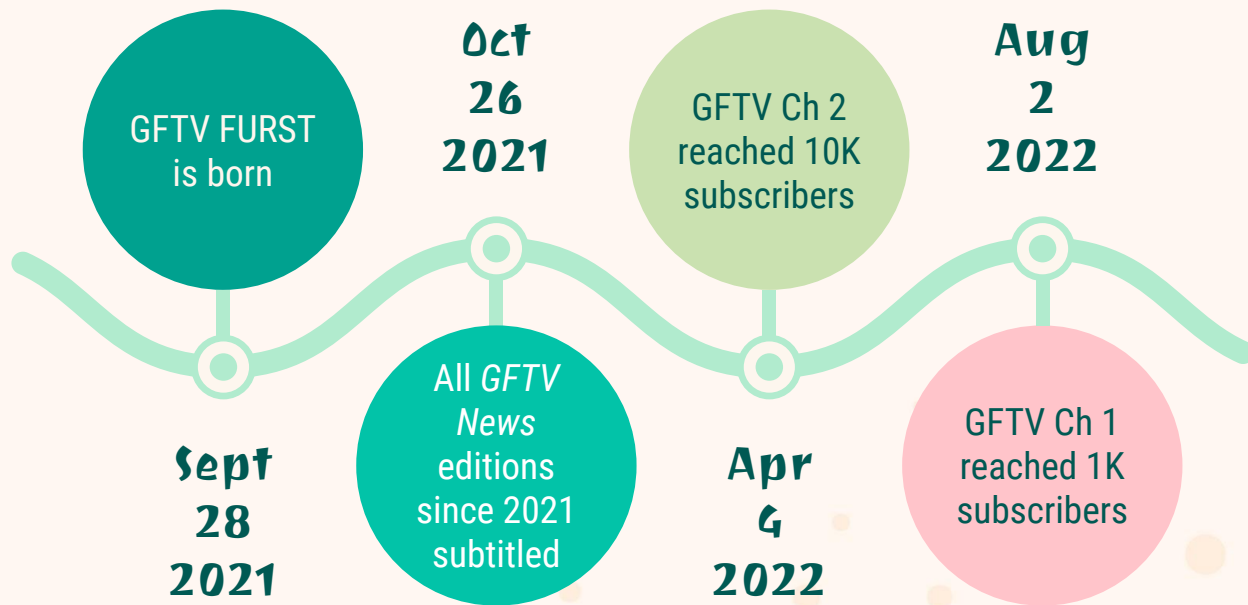 GFTV FURST
is born
Sept
28
2021
Oct
26
2021
All GFTV
News
editions
since 2021
subtitled
GFTV Ch 2
reached 10K
subscribers
Apr
4
2022
Aug
2
2022
GFTV Ch 1
reached 1K
subscribers